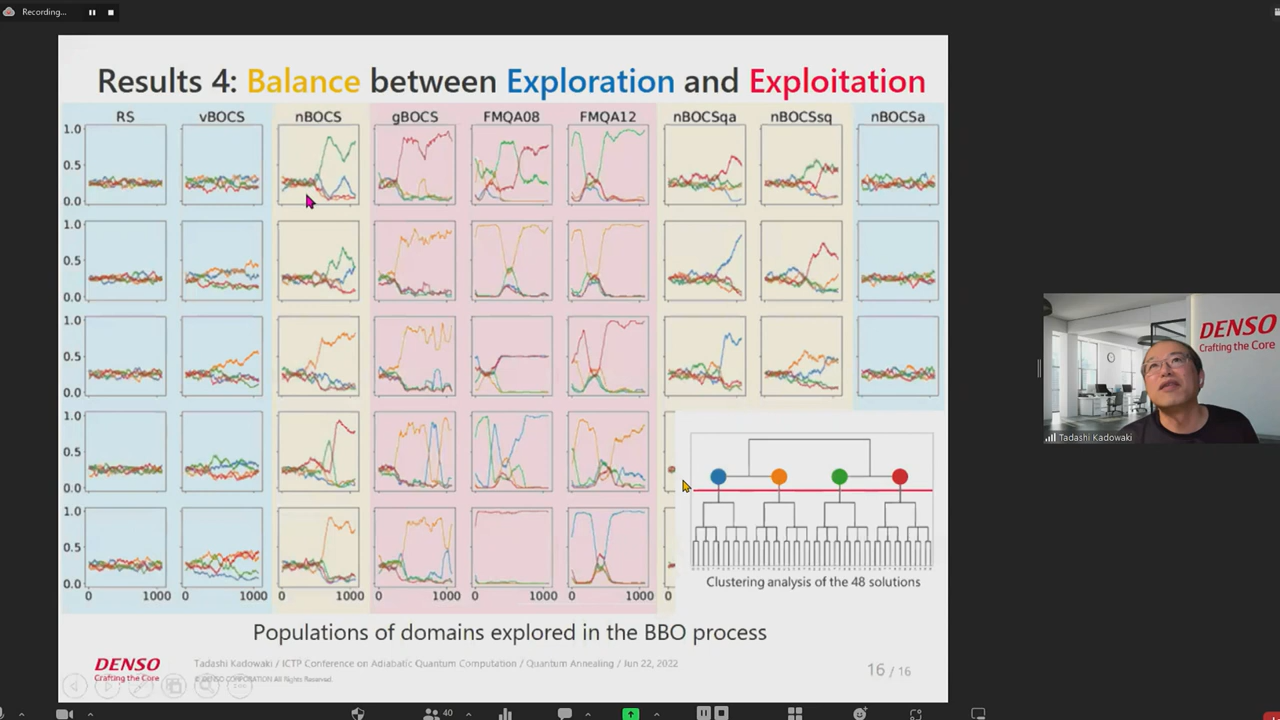 Recording...
Results 4: Balance between Exploration and Exploitation
RS vBOCS nBOCS gBOCS FMQA08 FMQA12 nBOCSqa nBOCSsq nBOCSa
1.0
0.5
0.0
1.0
0.5
0.0
1.0
0.5
0.0
1.0
0.5
0.0
1.0
0.5
0.0
0 1000 0 1000 0 1000 0 1000 0 1000 0 1000 0
Clustering analysis of the 48 solutions
Populations of domains explored in the BBO process
DENSO
Crafting the Core
Tadashi Kadowaki / ICTP Conference on Adiabatic Quantum Computation / Quantum Annealing / Jun 22, 2022
© DENSO CORPORATION All Rights Reserved.
16 / 16
DENSO
Crafting the Core
Tadashi Kadowaki
40